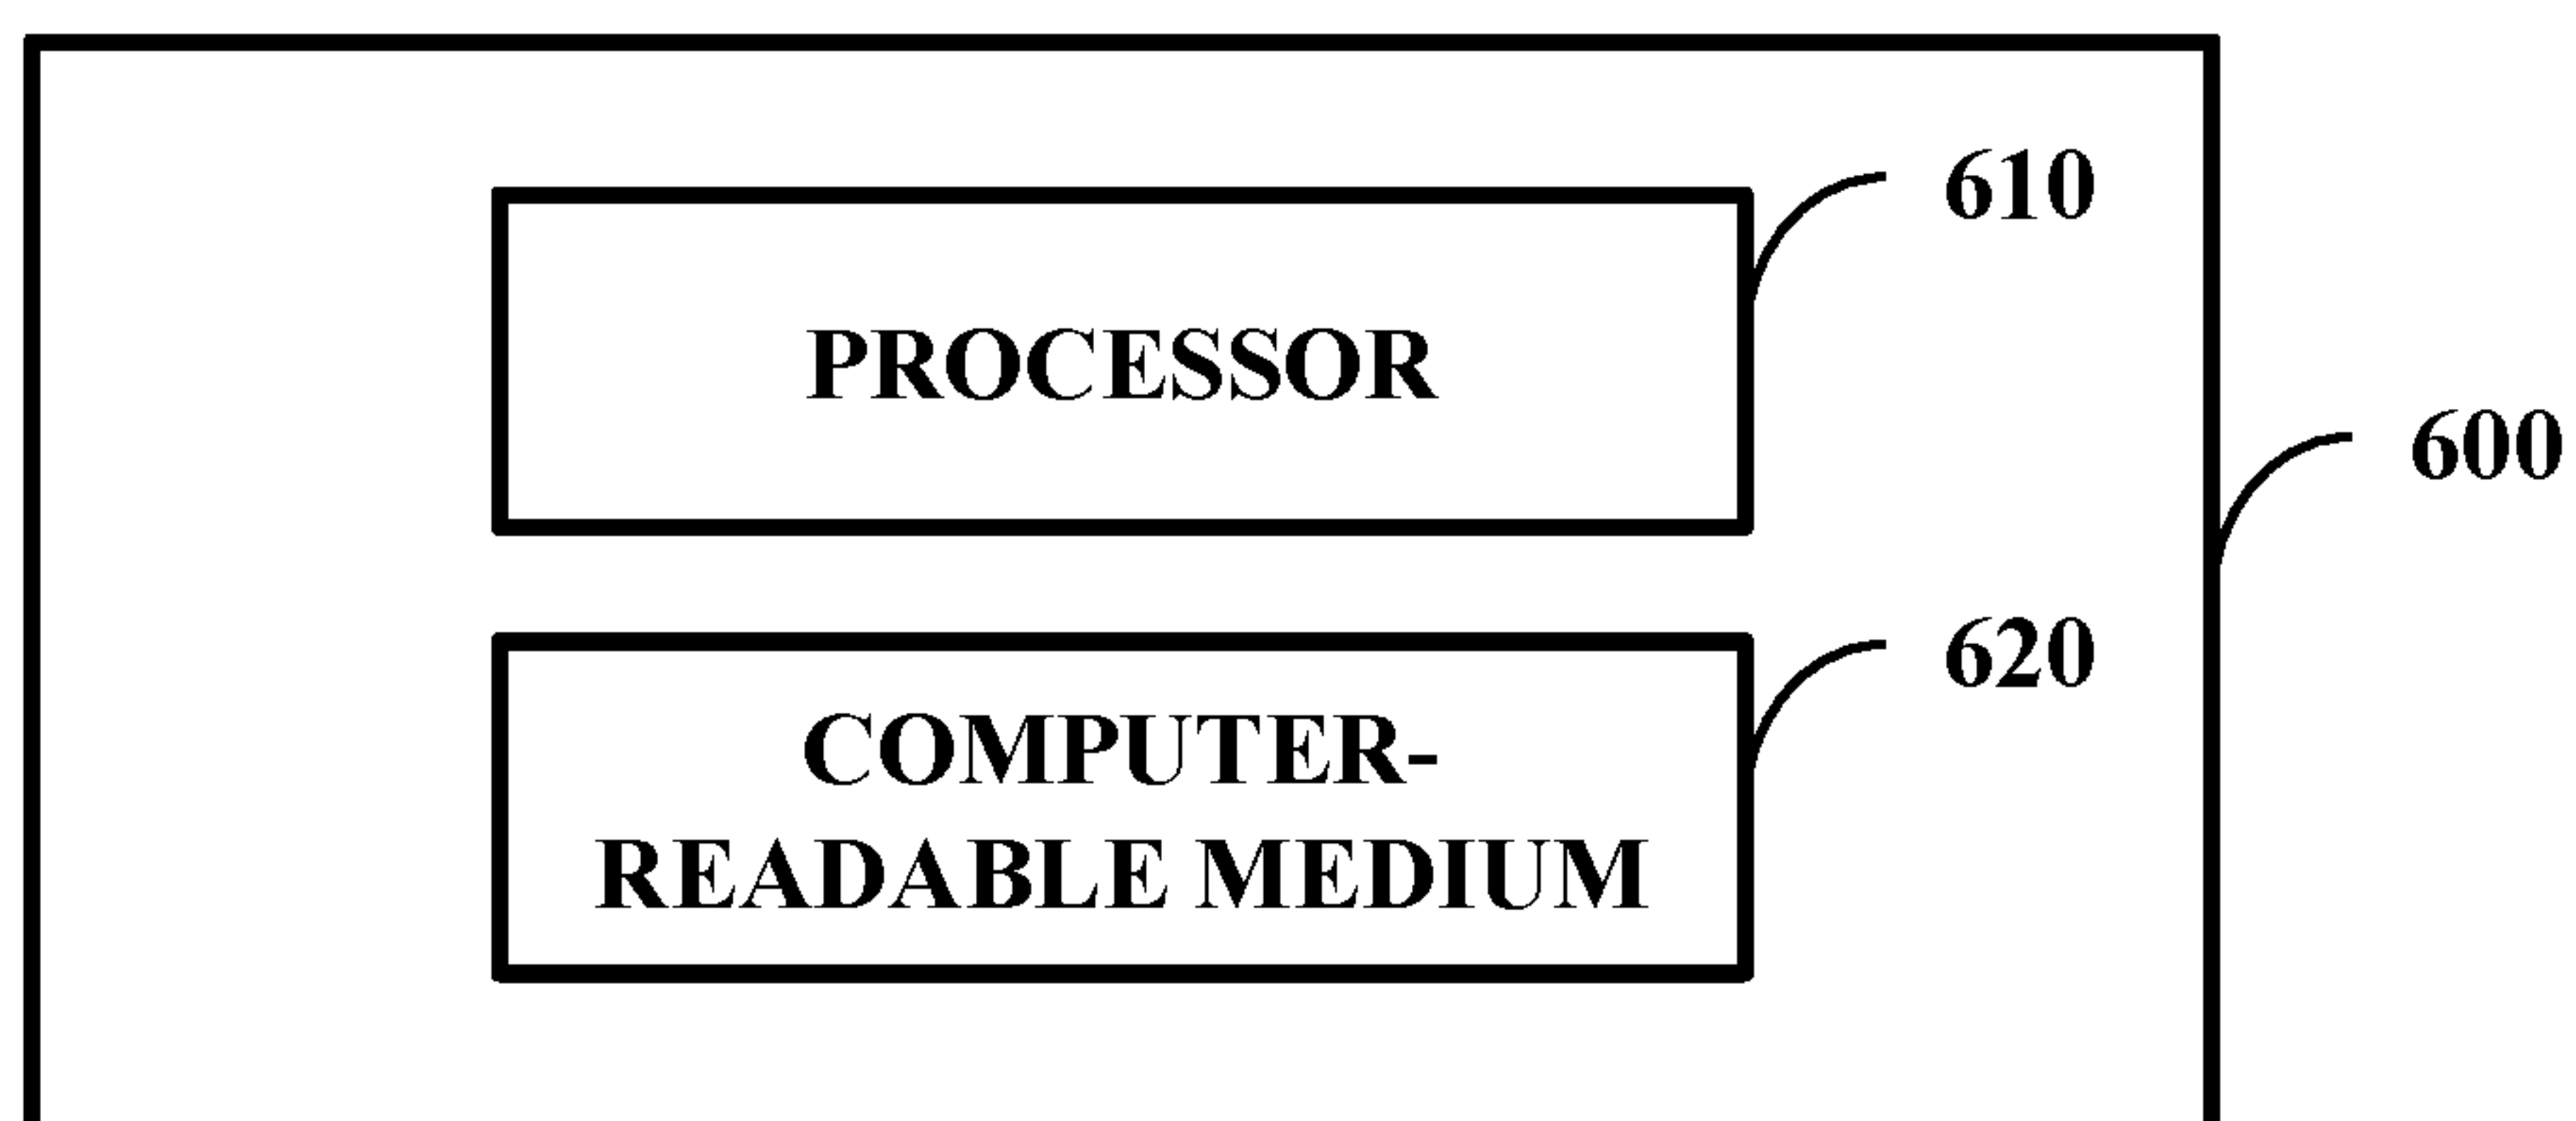 610
PROCESSOR
600
620
COMPUTER-
READABLE MEDIUM